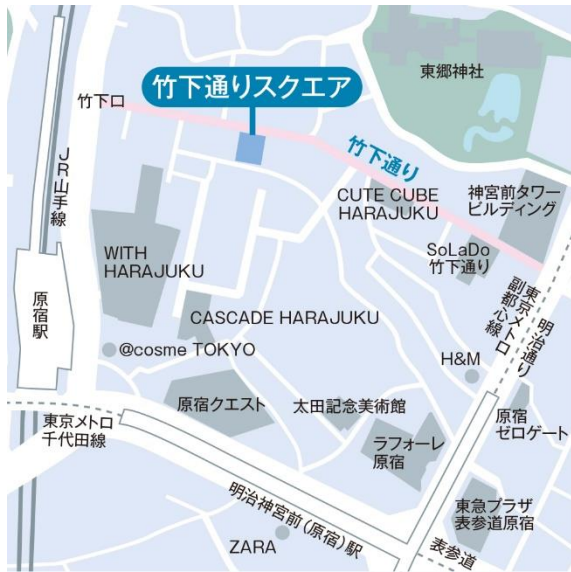 東郷神社
竹下通りスクエア
竹下口
竹下通り
JR山手線
CUTE CUBE
HARAJUKU
神宮前タワー
ビルディング
WITH
HARAJUKU
SoLaDo
竹下通り
原宿駅
CASCADE HARAJUKU
東京メトロ
副都心線
明治通り
@cosme TOKYO
H&M
原宿クエスト
太田記念美術館
東京メトロ
千代田線
原宿
ゼロゲート
ラフォーレ
原宿
明治神宮前(原宿)駅
東急プラザ
表参道原宿
ZARA
表参道